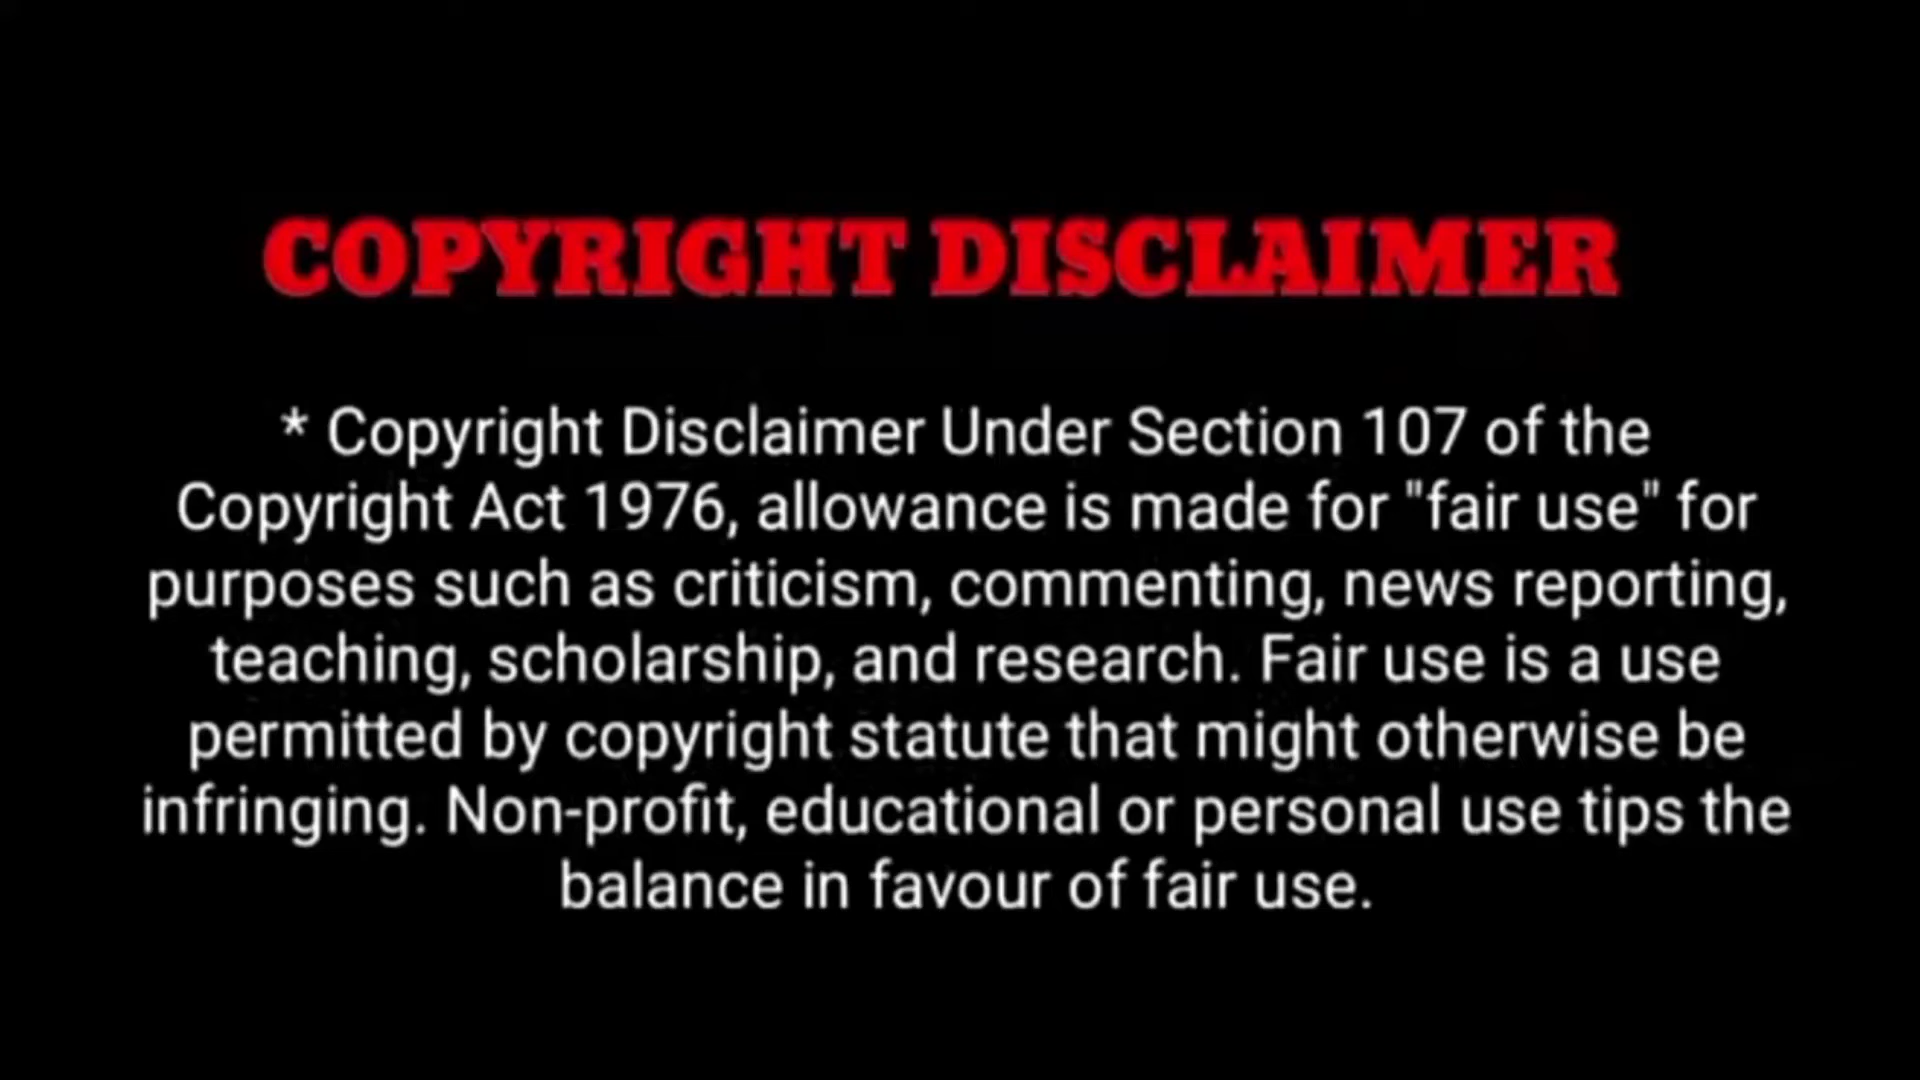 COPYRIGHT DISCLAIMER
* Copyright Disclaimer Under Section 107 of the
Copyright Act 1976, allowance is made for "fair use" for
purposes such as criticism, commenting, news reporting,
teaching, scholarship, and research. Fair use is a use
permitted by copyright statute that might otherwise be
infringing. Non-profit, educational or personal use tips the
balance in favour of fair use.